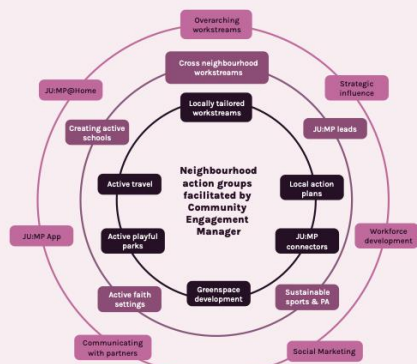 Overarching
workstreams
Cross neighbourhood
workstreams
JU:MP@Home
Strategic
influence
Locally tailored
workstreams
Creating active
schools
JU:MP leads
Neighbourhood
action groups
facilitated by
Community
Engagement
Manager
Active travel
Local action
plans
JU:MP App
Active playful
parks
JU:MP
connectors
Workforce
development
Greenspace
development
Active faith
settings
Sustainable
sports & PA
Communicating
with partners
Social Marketing